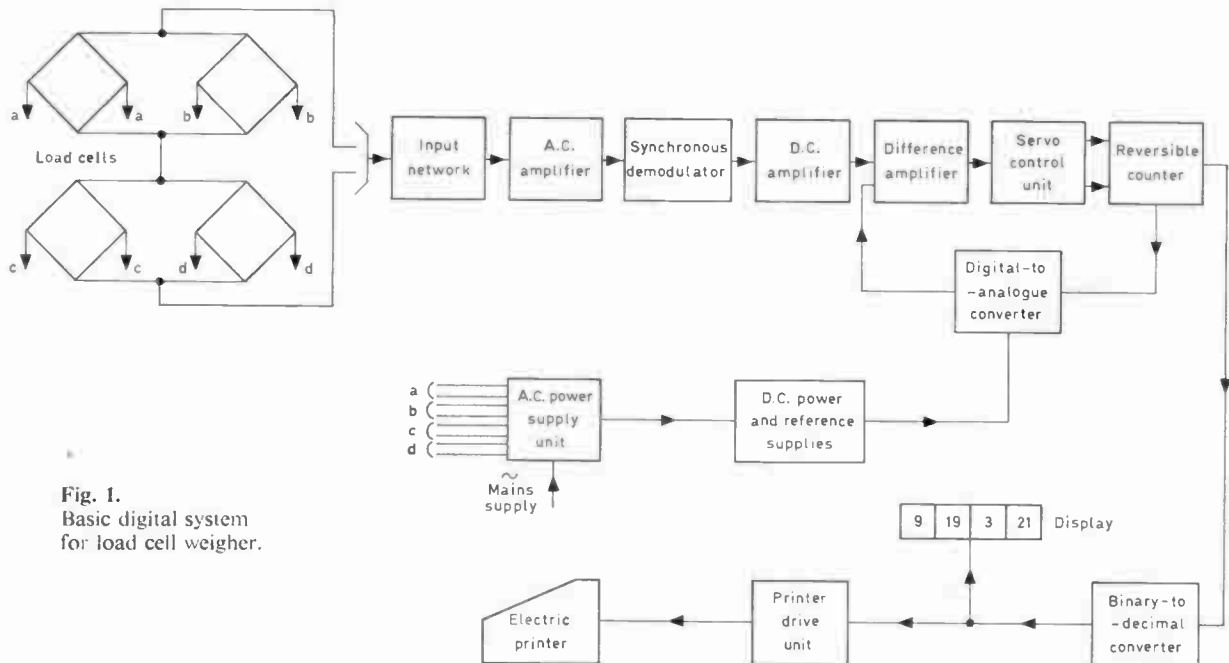 a
a
b
b
Load cells
c
c
d
d
Input
network
A.C.
amplifier
Synchronous
demodulator
D.C.
amplifier
Difference
amplifier
Servo
control
unit
Reversible
counter
Digital-to
-analogue
converter
a
b
c
d
A.C. power
supply
unit
D.C. power
and reference
supplies
~
Mains
supply
Fig. 1.
Basic digital system
for load cell weigher.
9 19 3 21 Display
Electric
printer
Printer
drive
unit
Binary-to
-decimal
converter